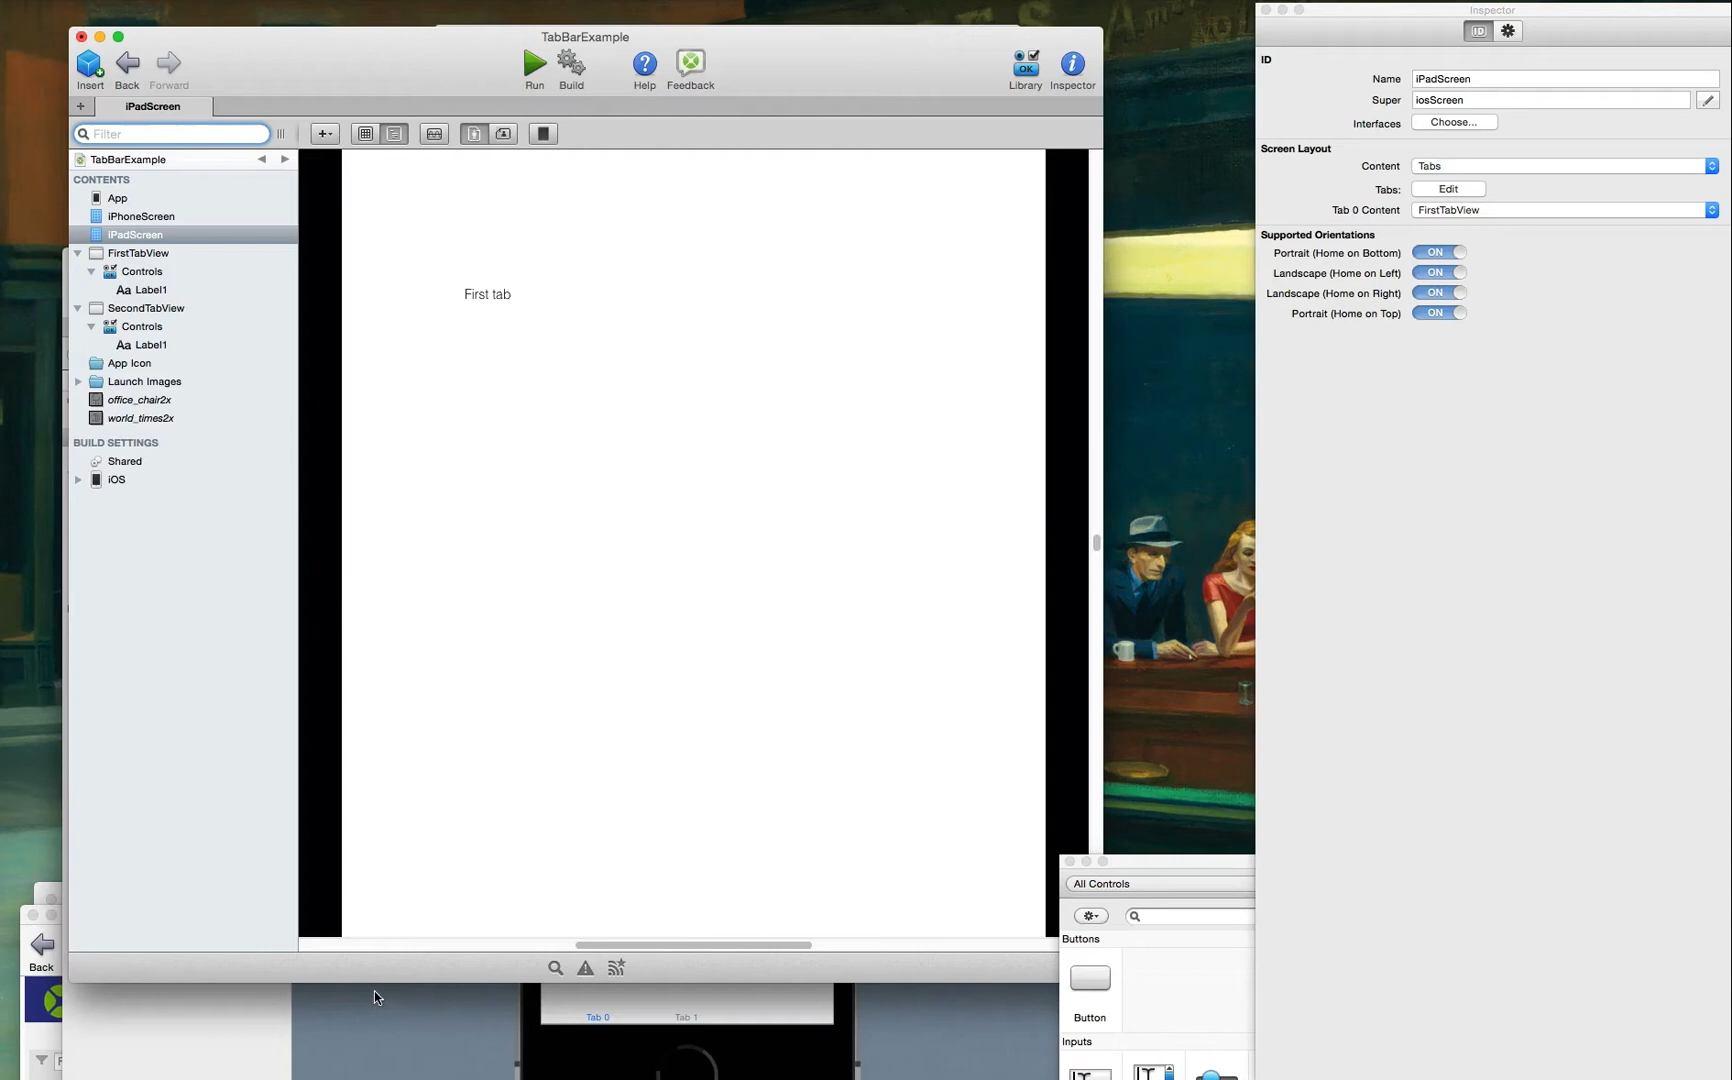 TabBarExample
Insert
Back
Forward
Run
Build
Help
Feedback
OK
Library
Inspector
+
iPadScreen
Filter
TabBarExample
CONTENTS
App
iPhoneScreen
iPadScreen
FirstTabView
Controls
Aa Label1
SecondTabView
Controls
Aa Label1
App Icon
Launch Images
office_chair2x
world_times2x
BUILD SETTINGS
Shared
iOS
First tab
Back
Tab 0
Tab 1
All Controls
Buttons
Button
Inputs
Inspector
ID
ID
Name iPadScreen
Super iosScreen
Interfaces Choose...
Screen Layout
Content Tabs
Tabs: Edit
Tab 0 Content FirstTabView
Supported Orientations
Portrait (Home on Bottom) ON
Landscape (Home on Left) ON
Landscape (Home on Right) ON
Portrait (Home on Top) ON